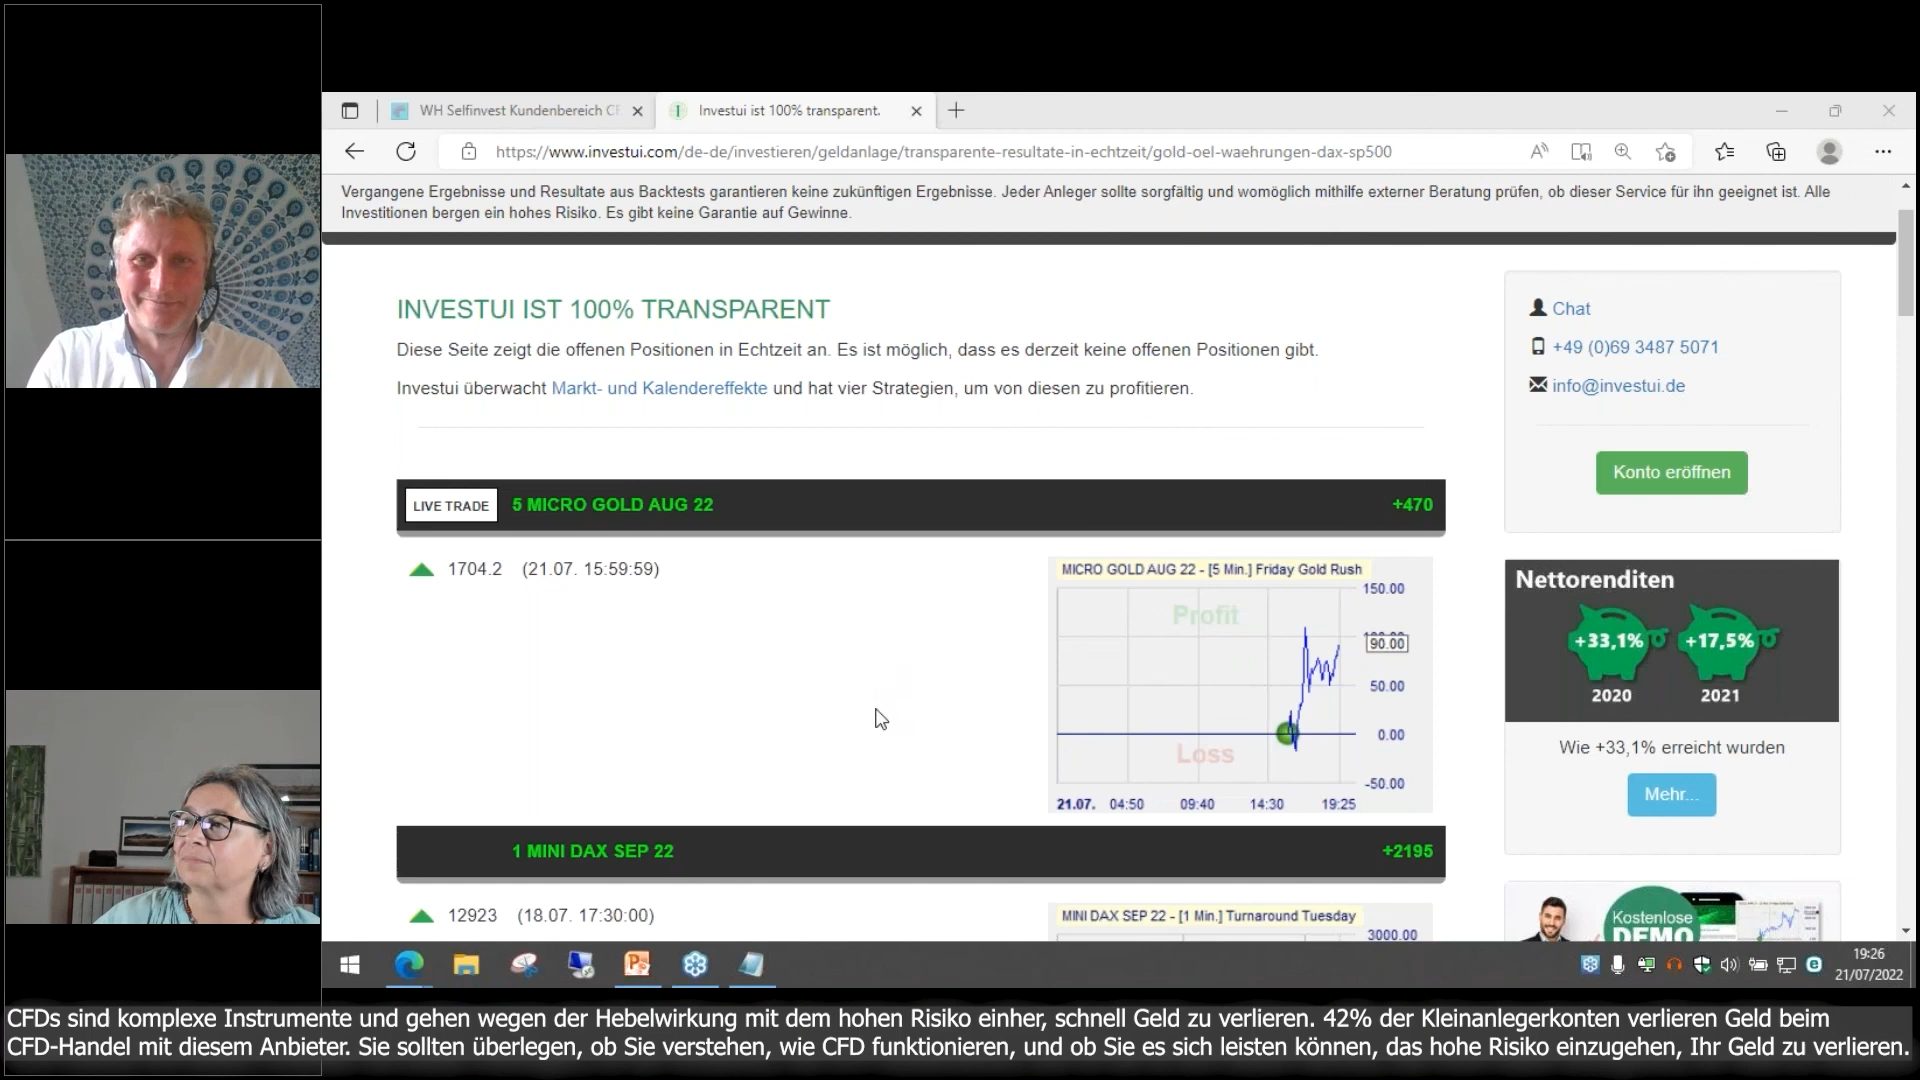 WH Selfinvest Kundenbereich CF
Investui ist 100% transparent.
https://www.investui.com/de-de/investieren/geldanlage/transparente-resultate-in-echtzeit/gold-oel-waehrungen-dax-sp500
Vergangene Ergebnisse und Resultate aus Backtests garantieren keine zukünftigen Ergebnisse. Jeder Anleger sollte sorgfältig und womöglich mithilfe externer Beratung prüfen, ob dieser Service für ihn geeignet ist. Alle
Investitionen bergen ein hohes Risiko. Es gibt keine Garantie auf Gewinne.
INVESTUI IST 100% TRANSPARENT
Diese Seite zeigt die offenen Positionen in Echtzeit an. Es ist möglich, dass es derzeit keine offenen Positionen gibt.
Investui überwacht Markt- und Kalendereffekte und hat vier Strategien, um von diesen zu profitieren.
LIVE TRADE 5 MICRO GOLD AUG 22 +470
1704.2 (21.07. 15:59:59)
MICRO GOLD AUG 22 - [5 Min.] Friday Gold Rush
Profit
Loss
150.00
90.00
50.00
0.00
-50.00
21.07. 04:50 09:40 14:30 19:25
1 MINI DAX SEP 22 +2195
12923 (18.07. 17:30:00)
MINI DAX SEP 22 - [1 Min.] Turnaround Tuesday
3000.00
Chat
+49 (0)69 3487 5071
info@investui.de
Konto eröffnen
Nettorenditen
+33,1% +17,5%
2020 2021
Wie +33,1% erreicht wurden
Mehr...
Kostenlose
DEMO
19:26
21/07/2022
CFDs sind komplexe Instrumente und gehen wegen der Hebelwirkung mit dem hohen Risiko einher, schnell Geld zu verlieren. 42% der Kleinanlegerkonten verlieren Geld beim
CFD-Handel mit diesem Anbieter. Sie sollten überlegen, ob Sie verstehen, wie CFD funktionieren, und ob Sie es sich leisten können, das hohe Risiko einzugehen, Ihr Geld zu verlieren.